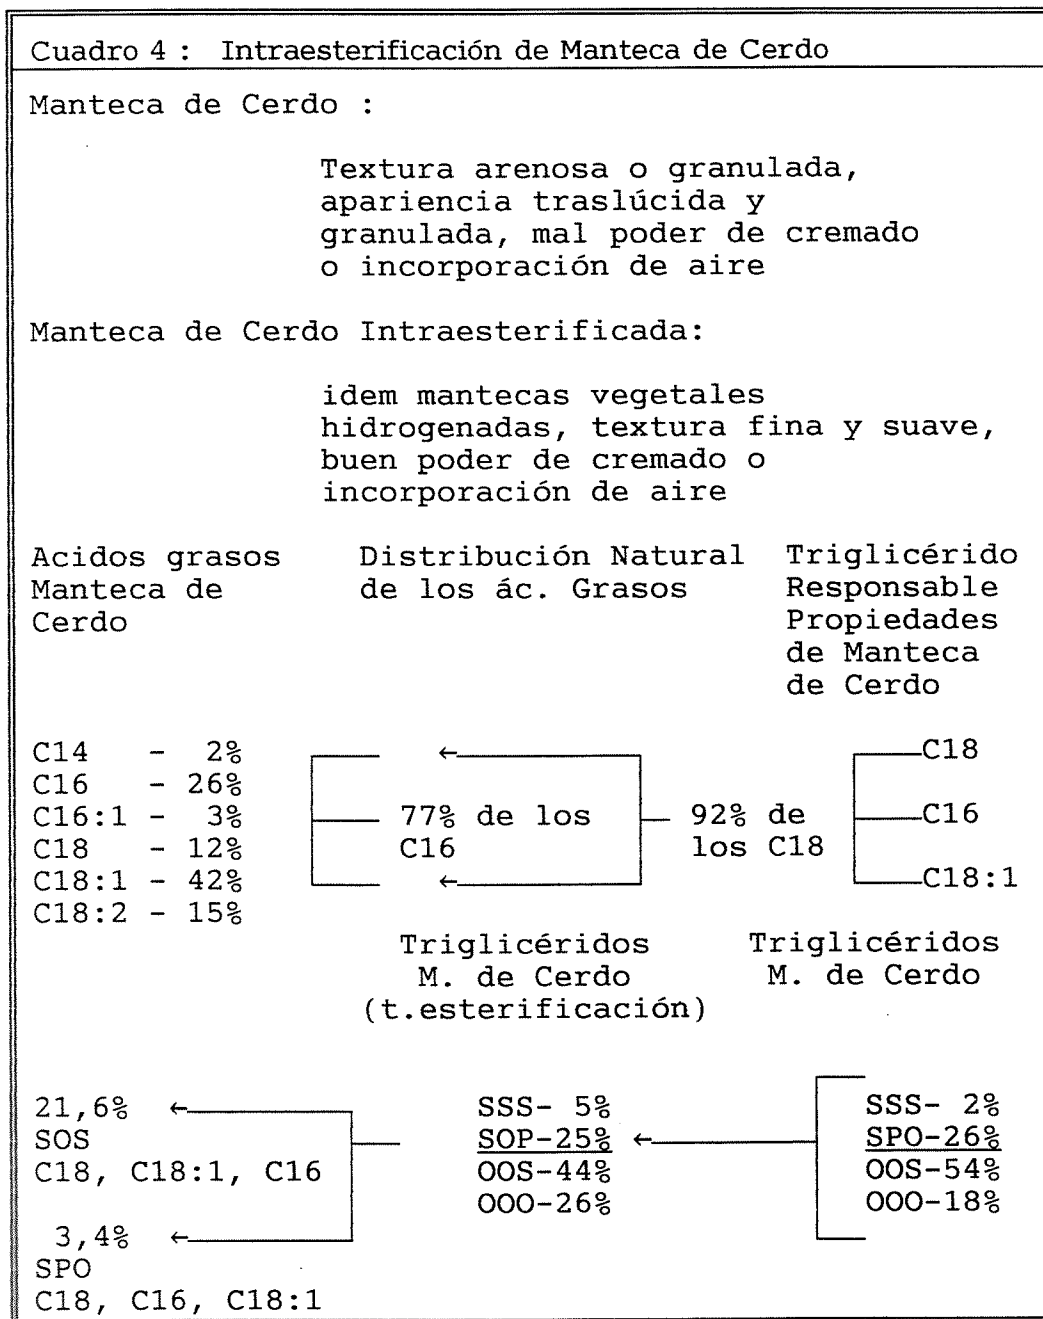 Cuadro 4 : Intraesterificación de Manteca de Cerdo
Manteca de Cerdo :
Textura arenosa o granulada,
apariencia traslúcida y
granulada, mal poder de cremado
o incorporación de aire
Manteca de Cerdo Intraesterificada:
idem mantecas vegetales
hidrogenadas, textura fina y suave,
buen poder de cremado o
incorporación de aire
Acidos grasos Distribución Natural Triglicérido
Manteca de de los ác. Grasos Responsable
Cerdo Propiedades
de Manteca
de Cerdo
C14 - 2% ← C18
C16 - 26%
C16:1 - 3% 77% de los 92% de C16
C18 - 12% C16 los C18
C18:1 - 42% ← C18:1
C18:2 - 15%
Triglicéridos Triglicéridos
M. de Cerdo M. de Cerdo
(t.esterificación)
21,6% ← SSS- 5% SSS- 2%
SOS SOP-25% ← SPO-26%
C18, C18:1, C16 OOS-44% OOS-54%
OOO-26% OOO-18%
3,4% ←
SPO
C18, C16, C18:1